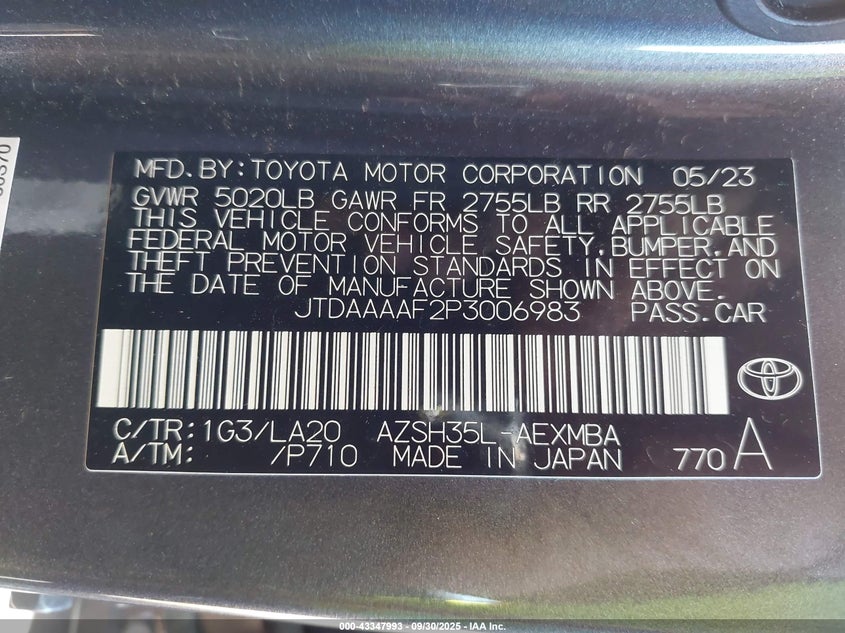 MFD.BY:TOYOTA MOTOR CORPORATION 05/23
GVWR 5020LB GAWR FR 2755LB RR 2755LB
THIS VEHICLE CONFORMS TO ALL APPLICABLE
FEDERAL MOTOR VEHICLE SAFETY, BUMPER, AND
THEFT PREVENTION STANDARDS IN EFFECT ON
THE DATE OF MANUFACTURE SHOWN ABOVE.
JTDAAAAF2P3006983 PASS.CAR
C/TR:1G3/LA20 AZSH35L-AEXMBA
A/TM: /P710 MADE IN JAPAN 770 A
000-43347993 - 09/30/2025 - IAA Inc.